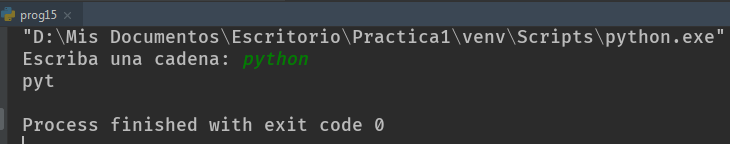 prog15
"D:\Mis Documentos\Escritorio\Practica1\venv\Scripts\python.exe"
Escriba una cadena: python
pyt
Process finished with exit code 0